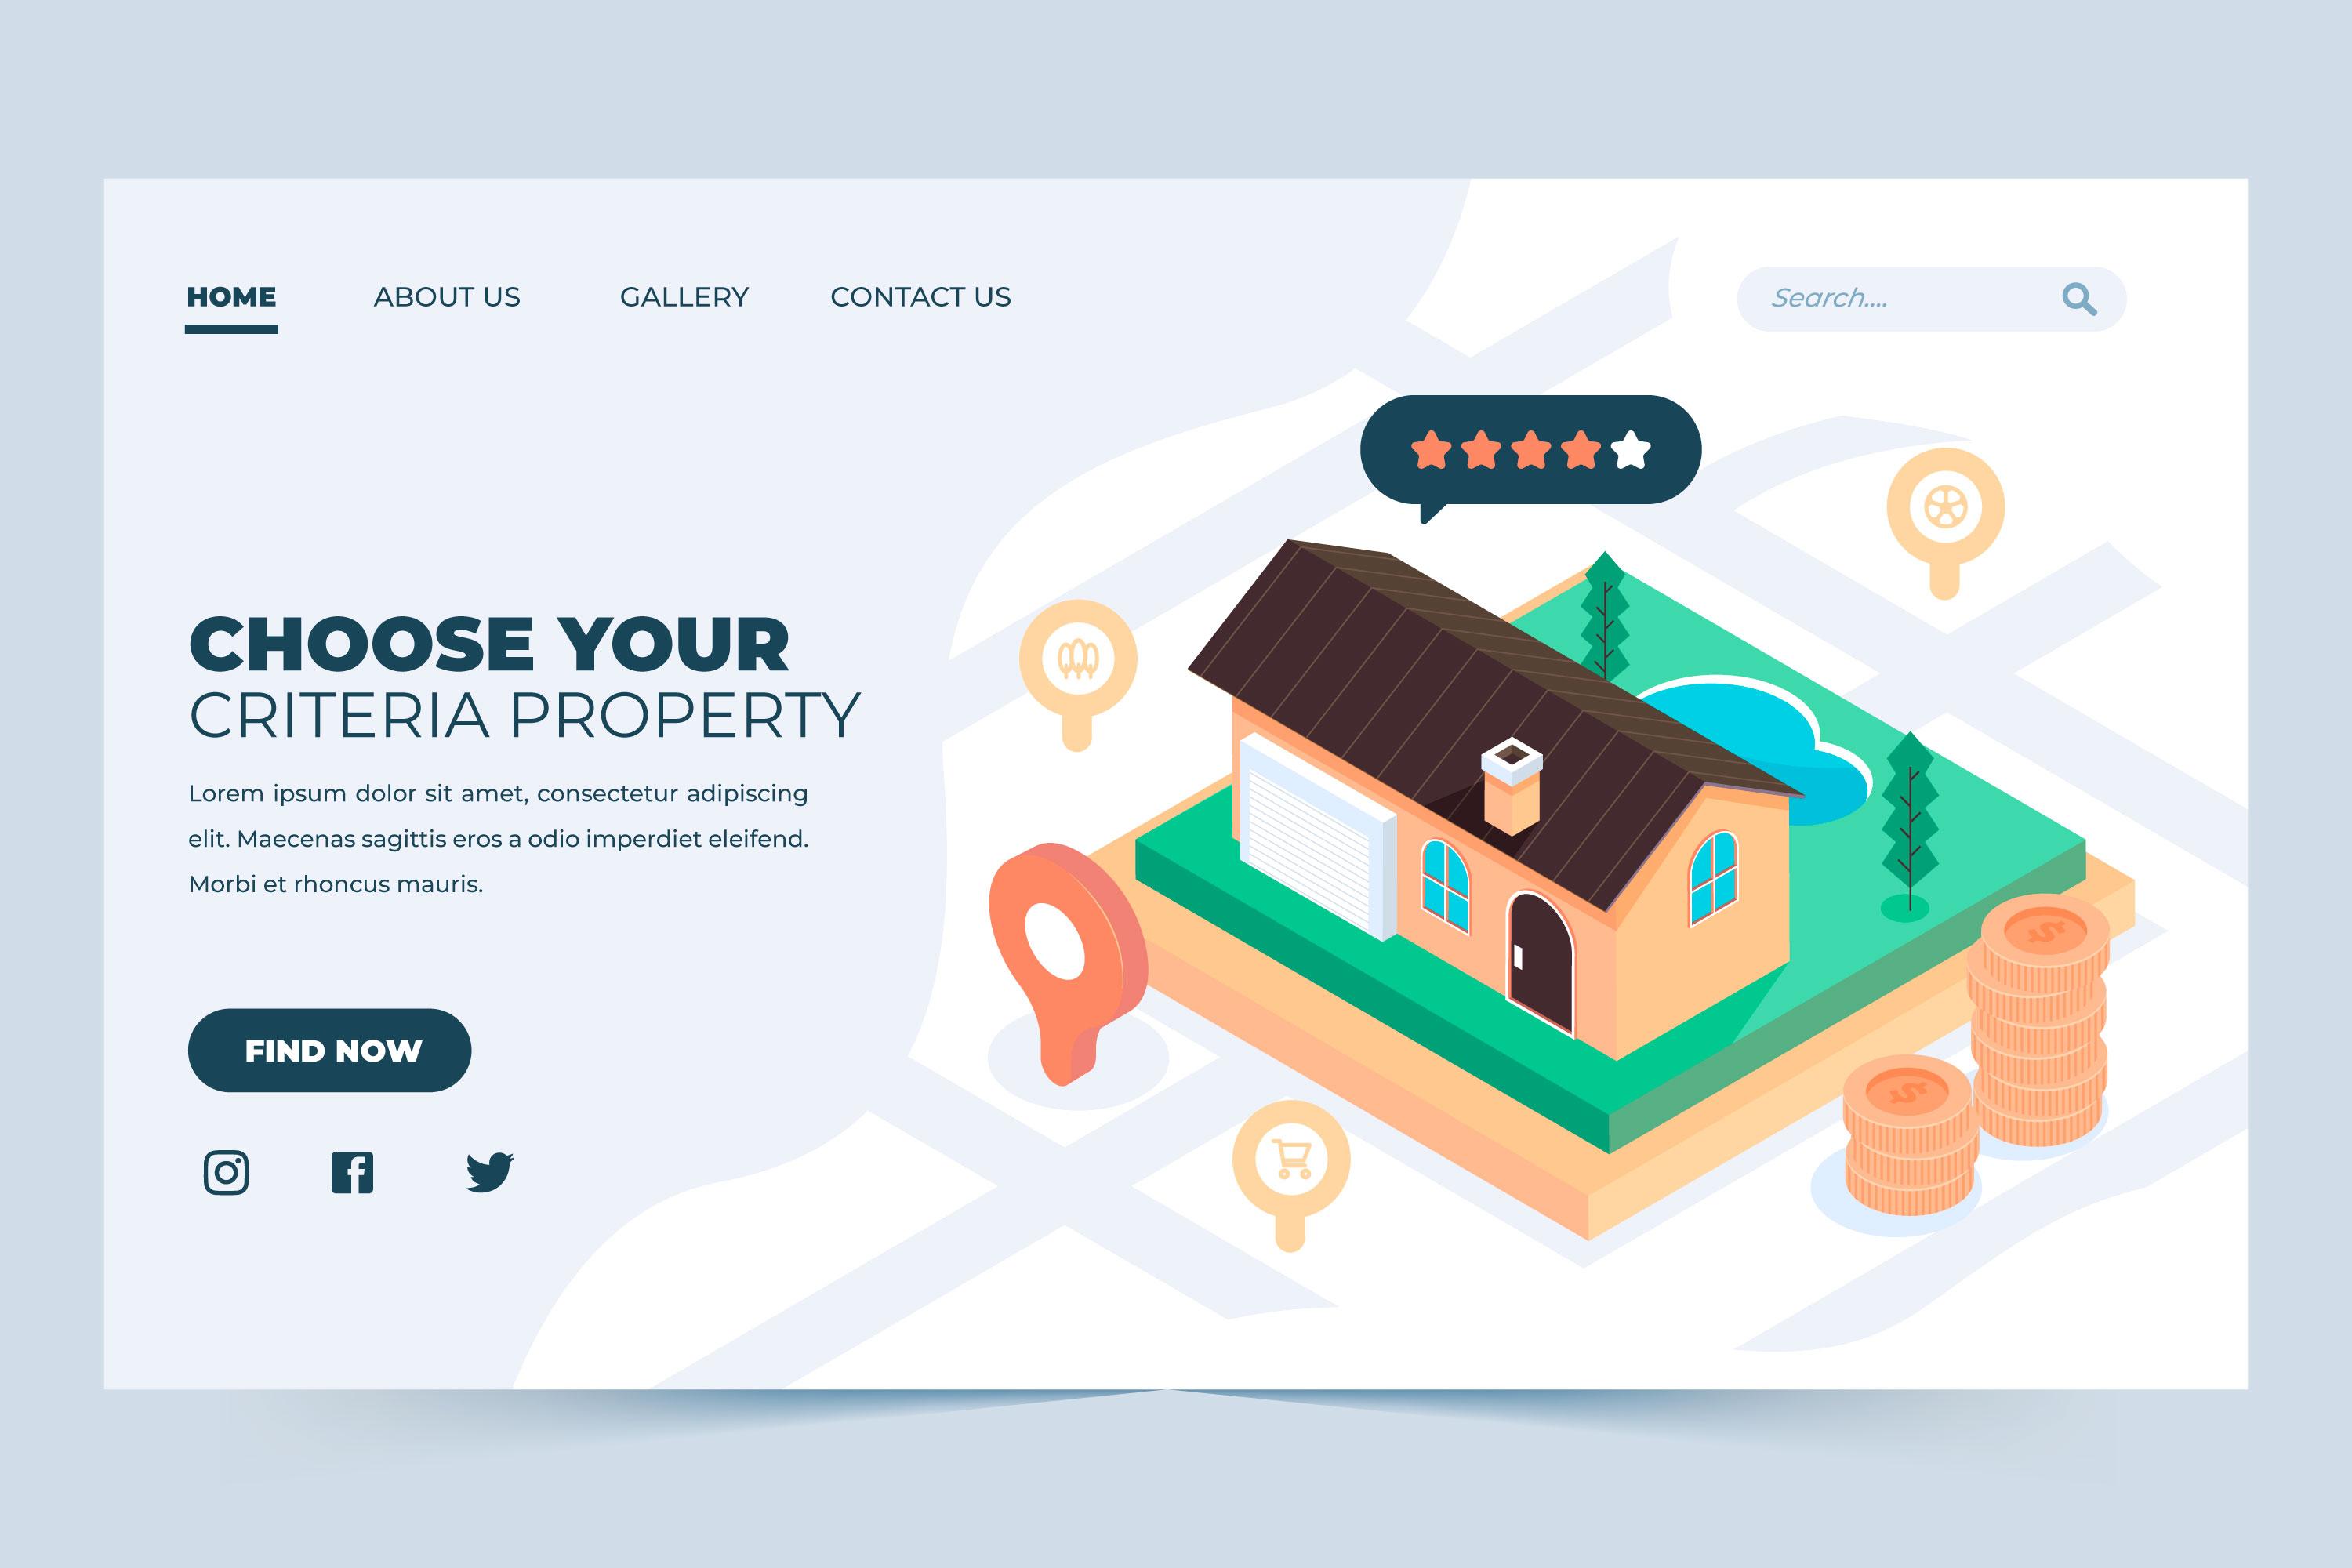 HOME
ABOUT US
GALLERY
CONTACT US
Search....
CHOOSE YOUR
CRITERIA PROPERTY
Lorem ipsum dolor sit amet, consectetur adipiscing
elit. Maecenas sagittis eros a odio imperdiet eleifend.
Morbi et rhoncus mauris.
FIND NOW
$
$